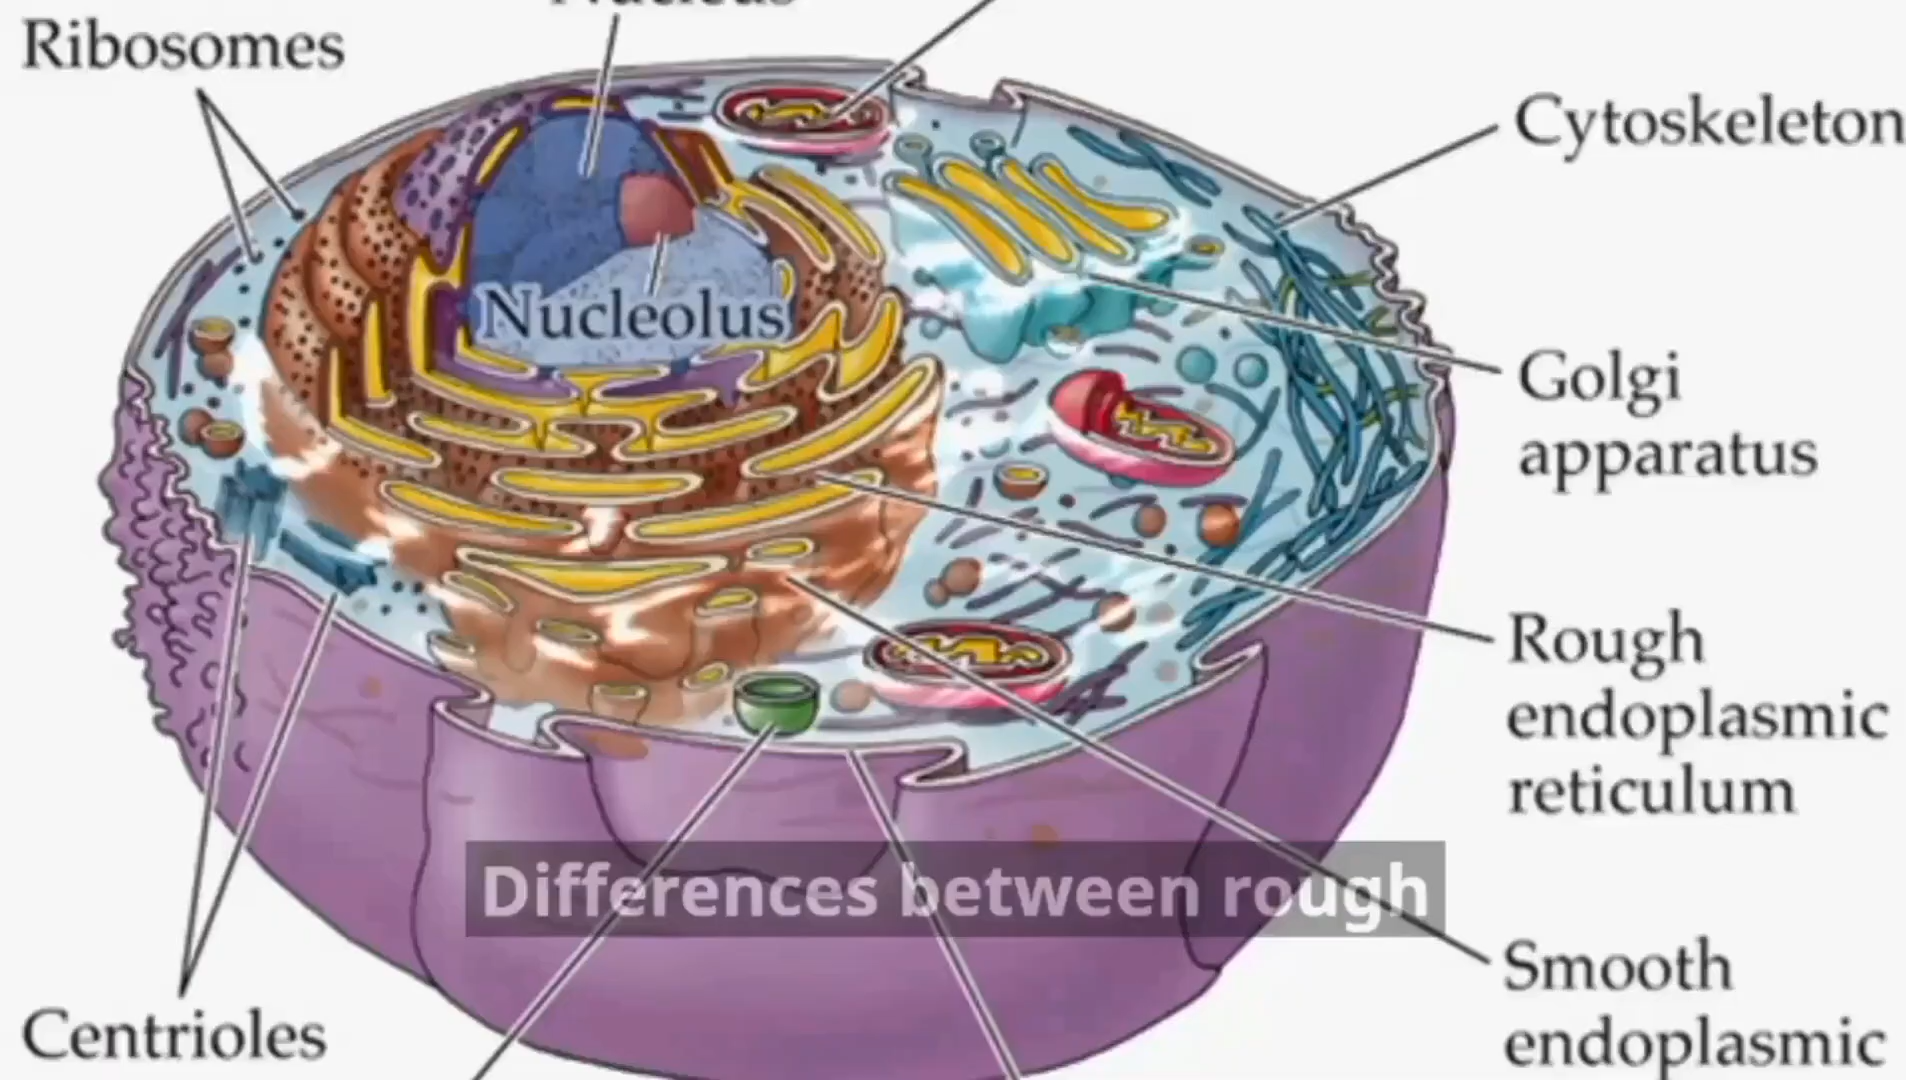 Nucleus
Ribosomes
Cytoskeleton
Nucleolus
Golgi
apparatus
Rough
endoplasmic
reticulum
Differences between rough
Smooth
endoplasmic
Centrioles